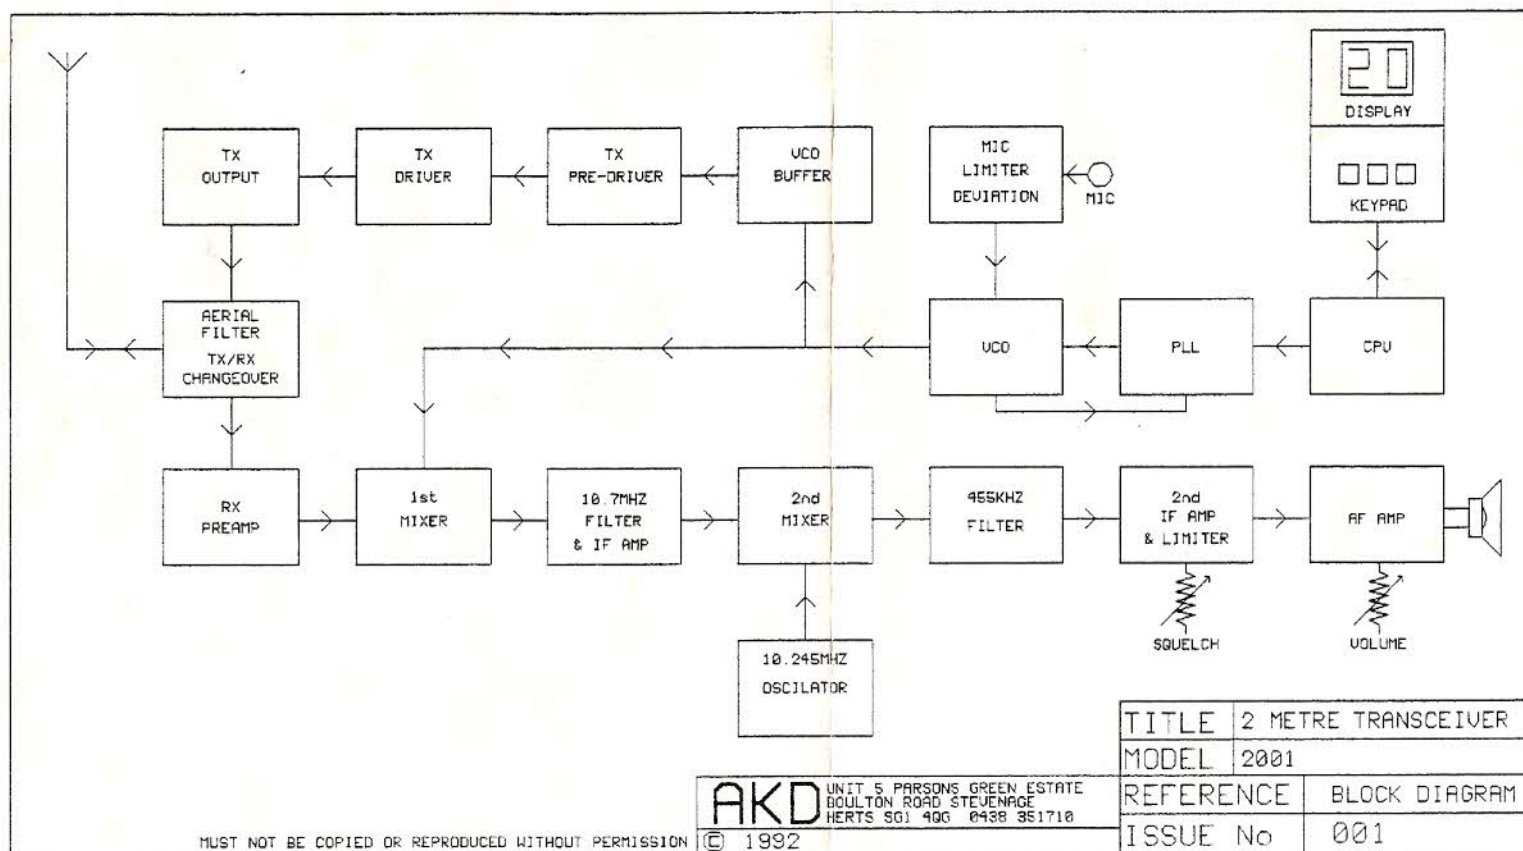 20
DISPLAY
KEYPAD
TX
OUTPUT
TX
DRIVER
TX
PRE-DRIVER
VCO
BUFFER
MIC
LIMITER
DEVIATION
MIC
AERIAL
FILTER
TX/RX
CHANGEOVER
VCO
PLL
CPU
RX
PREAMP
1st
MIXER
10.7MHZ
FILTER
& IF AMP
2nd
MIXER
455KHZ
FILTER
2nd
IF AMP
& LIMITER
AF AMP
SQUELCH
VOLUME
10.245MHZ
OSCILATOR
TITLE 2 METRE TRANSCEIVER
MODEL 2001
REFERENCE BLOCK DIAGRAM
ISSUE No 001
AKD
UNIT 5 PARSONS GREEN ESTATE
BOULTON ROAD STEVENAGE
HERTS SG1 4QG 0438 351710
© 1992
MUST NOT BE COPIED OR REPRODUCED WITHOUT PERMISSION